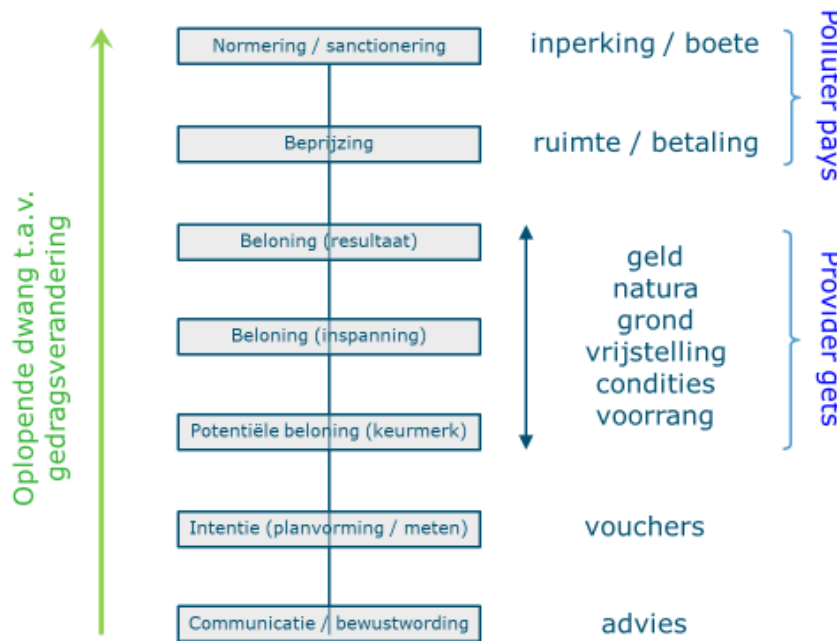 Oplopende dwang t.a.v.
gedragsverandering
Normering / sanctionering
inperking / boete
Beprijzing
ruimte / betaling
Polluter pays
Beloning (resultaat)
Beloning (inspanning)
Potentiële beloning (keurmerk)
geld
natura
grond
vrijstelling
condities
voorrang
Provider gets
Intentie (planvorming / meten)
vouchers
Communicatie / bewustwording
advies